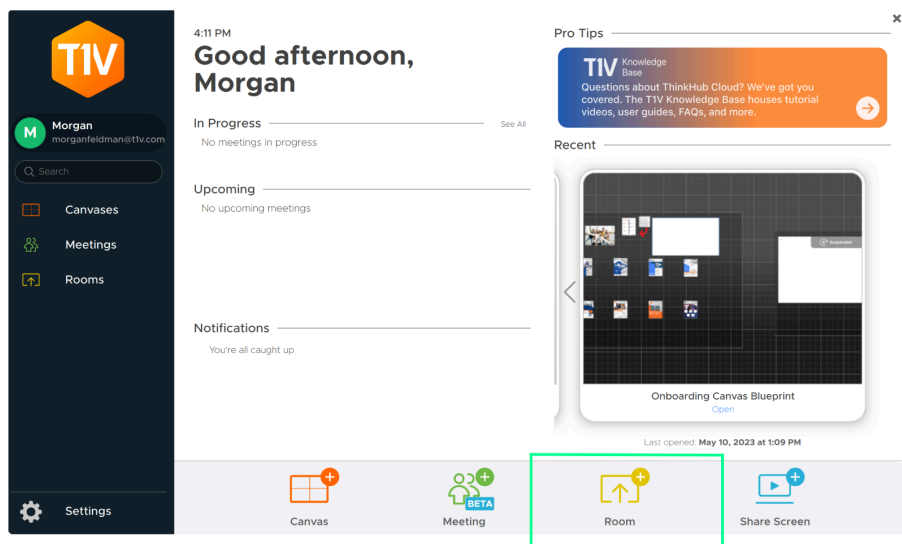 T1V
M
Morgan
morganfeldman@t1v.com
Search
Canvases
Meetings
Rooms
Settings
4:11 PM
Good afternoon,
Morgan
In Progress
See All
No meetings in progress
Upcoming
No upcoming meetings
Notifications
You're all caught up
Pro Tips
T1V Knowledge
Base
Questions about ThinkHub Cloud? We've got you
covered. The T1V Knowledge Base houses tutorial
videos, user guides, FAQs, and more.
Recent
Suspended
Onboarding Canvas Blueprint
Open
Last opened: May 10, 2023 at 1:09 PM
Canvas
BETA
Meeting
Room
Share Screen